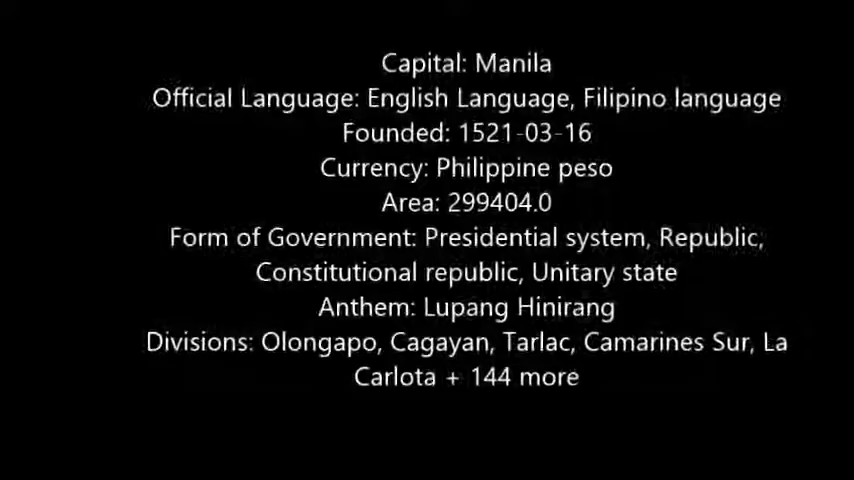 Capital: Manila
Official Language: English Language, Filipino language
Founded: 1521-03-16
Currency: Philippine peso
Area: 299404.0
Form of Government: Presidential system, Republic,
Constitutional republic, Unitary state
Anthem: Lupang Hinirang
Divisions: Olongapo, Cagayan, Tarlac, Camarines Sur, La
Carlota + 144 more